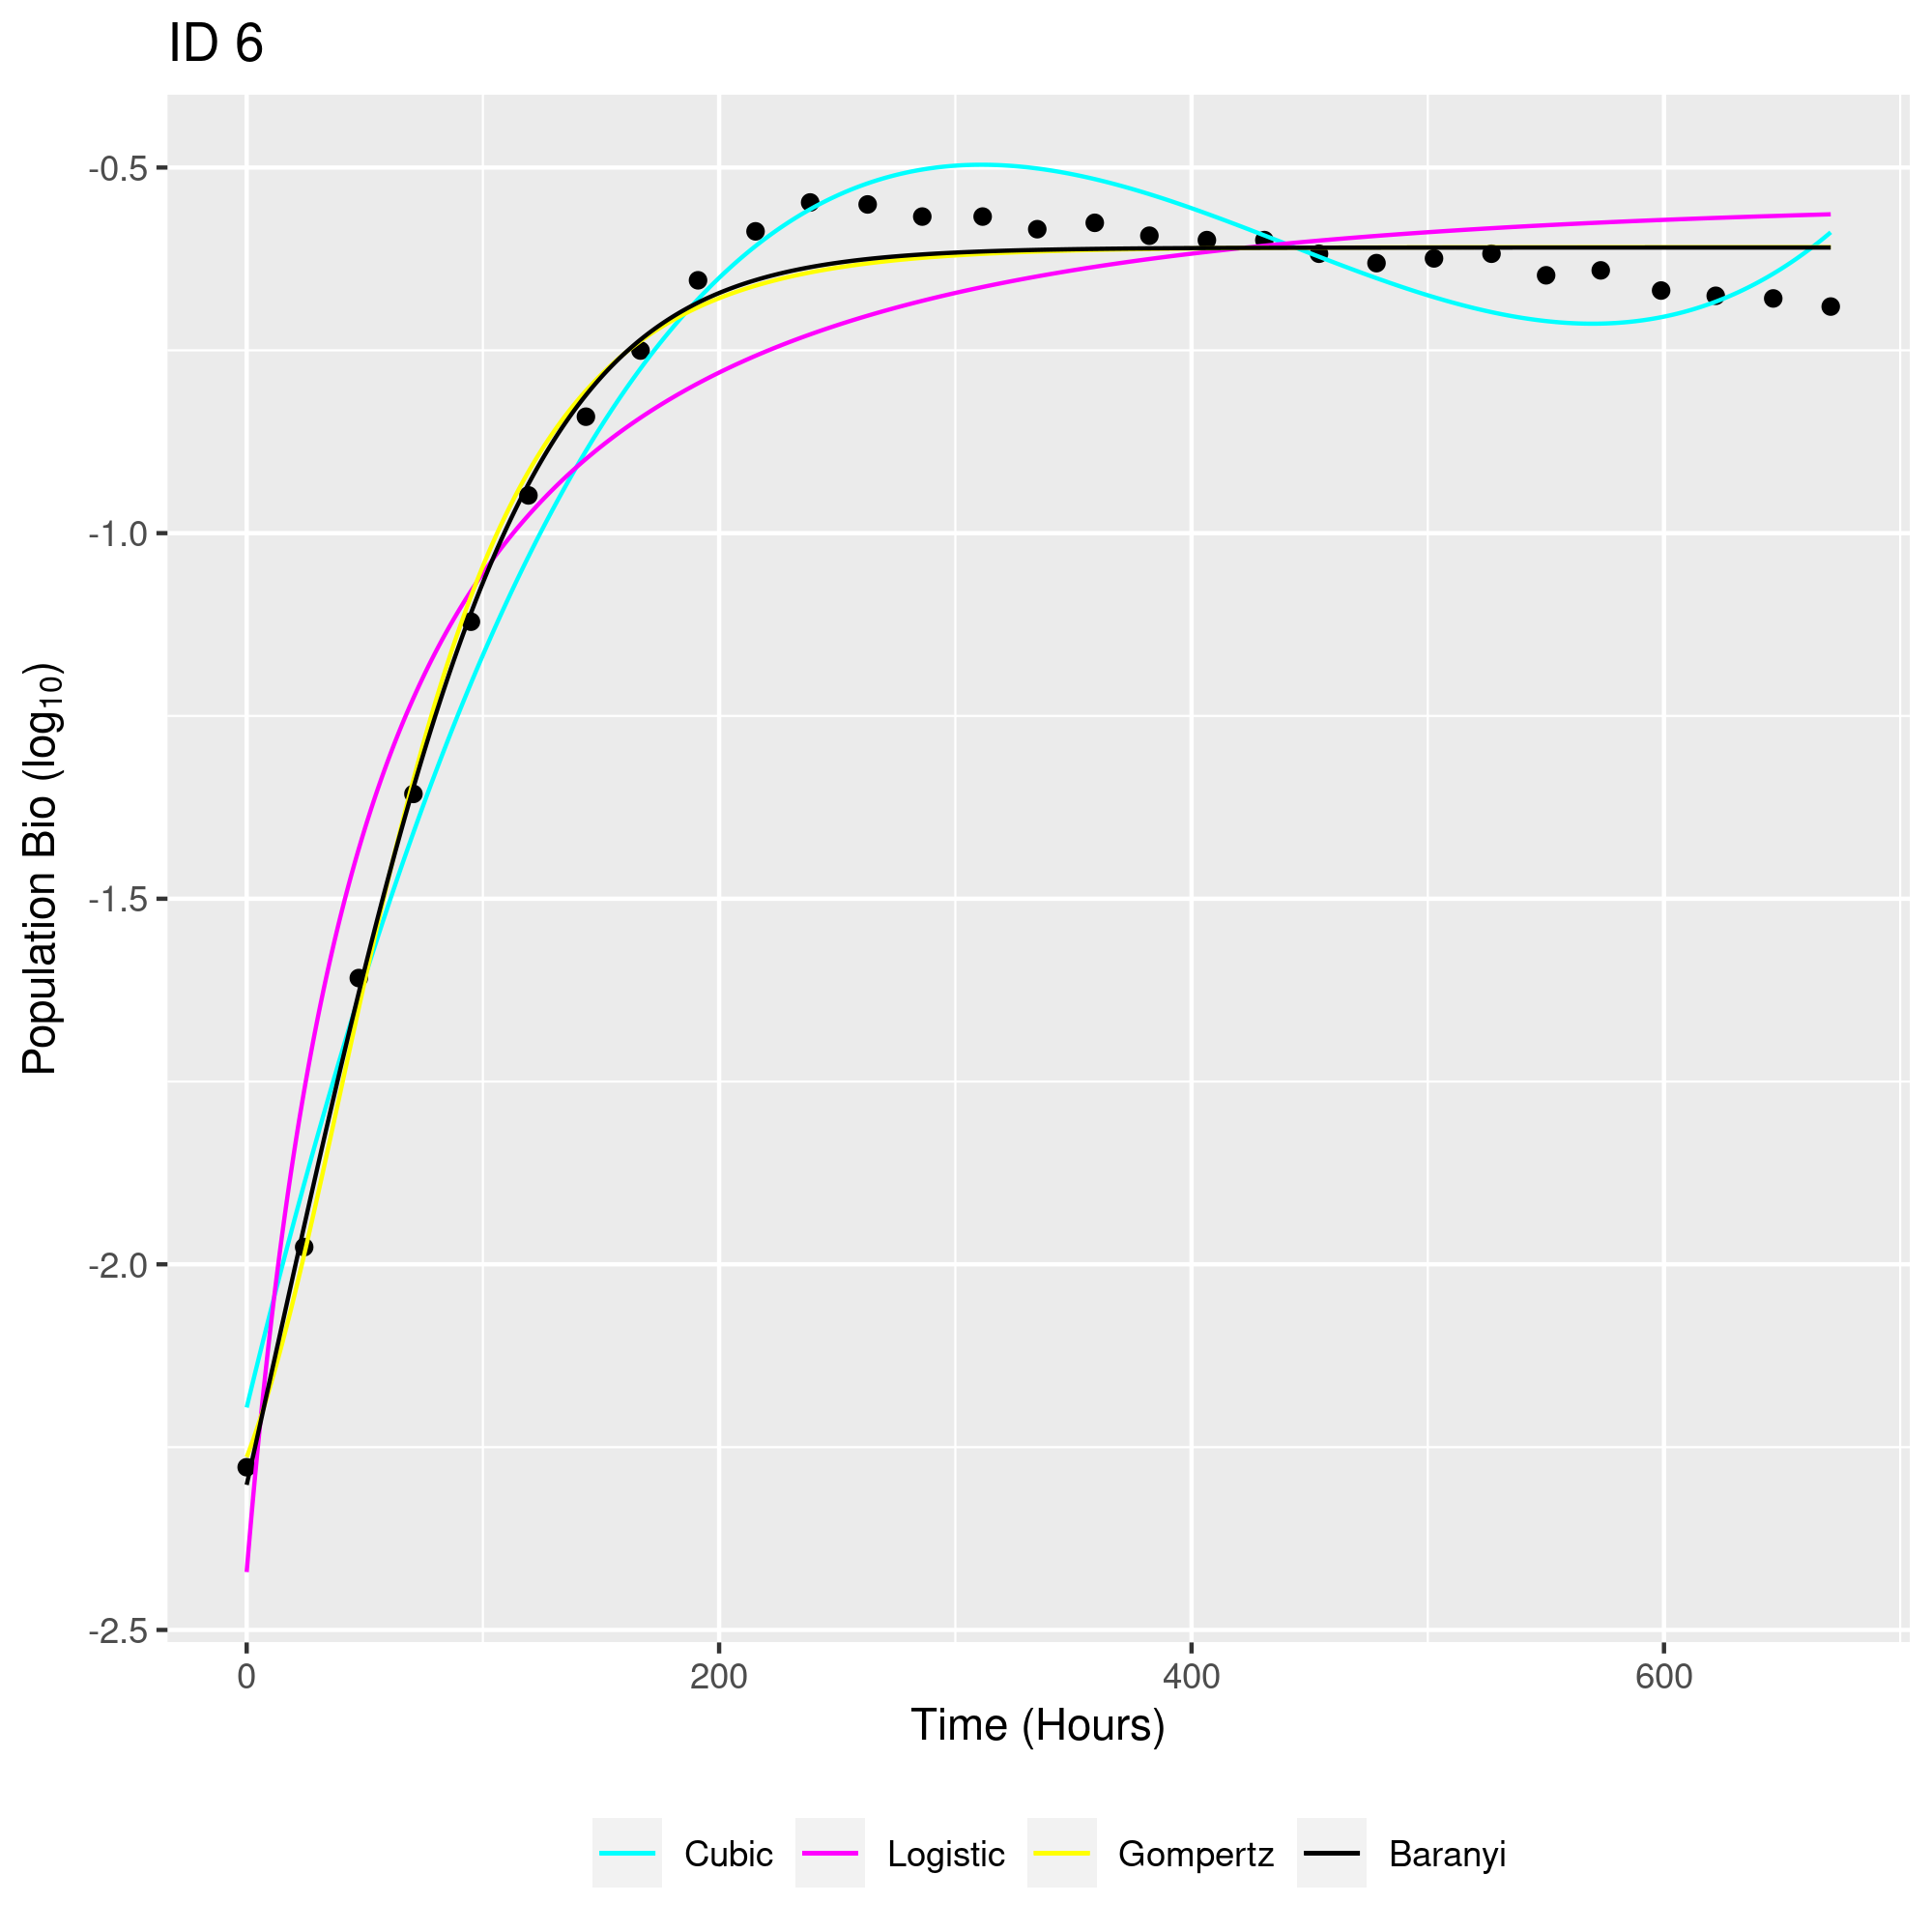 ID 6
-0.5
-1.0
-1.5
-2.0
-2.5
Population Bio (log₁₀)
0 200 400 600
Time (Hours)
Cubic Logistic Gompertz Baranyi